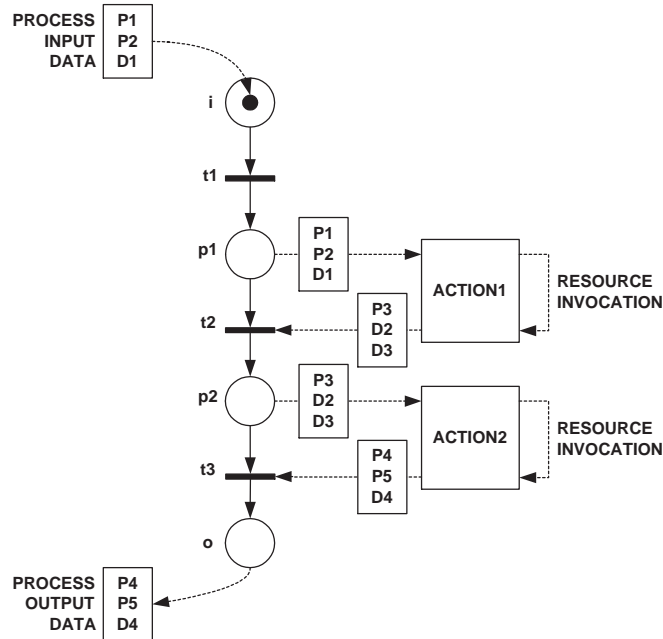 PROCESS
INPUT
DATA
P1
P2
D1
i
t1
p1
P1
P2
D1
ACTION1
RESOURCE
INVOCATION
P3
D2
D3
t2
p2
P3
D2
D3
ACTION2
RESOURCE
INVOCATION
P4
P5
D4
t3
o
PROCESS
OUTPUT
DATA
P4
P5
D4